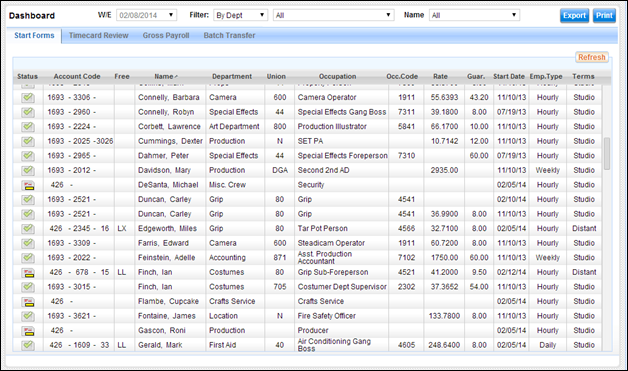 Dashboard W/E 02/08/2014 Filter: By Dept All Name All Export Print
Start Forms Timecard Review Gross Payroll Batch Transfer
Refresh
Status Account Code Free Name Department Union Occupation Occ.Code Rate Guar. Start Date Emp.Type Terms
1693 - 3306 - Connelly, Barbara Camera 600 Camera Operator 1911 55.6393 43.20 11/10/13 Hourly Studio
1693 - 2960 - Connelly, Robyn Special Effects 44 Special Effects Gang Boss 7311 39.1800 8.00 07/19/13 Hourly Studio
1693 - 2224 - Corbett, Lawrence Art Department 800 Production Illustrator 5841 66.1700 10.00 11/10/13 Hourly Studio
1693 - 2025 -3026 Cummings, Dexter Production N SET PA 10.7142 12.00 11/10/13 Hourly Studio
1693 - 2965 - Dahmer, Peter Special Effects 44 Special Effects Foreperson 7310 60.00 07/19/13 Hourly Studio
1693 - 2012 - Davidson, Mary Production DGA Second 2nd AD 2935.00 11/10/13 Weekly Studio
426 - DeSanta, Michael Misc. Crew Security 02/05/14 Hourly Studio
1693 - 2521 - Duncan, Carley Grip 80 Grip 4541 02/10/14 Hourly Studio
1693 - 2521 - Duncan, Carley Grip 80 Grip 4541 36.9900 8.00 02/05/14 Hourly Studio
426 - 2345 - 16 LX Edgeworth, Miles Grip 80 Tar Pot Person 4566 32.7100 8.00 02/05/14 Hourly Distant
1693 - 3309 - Farris, Edward Camera 600 Steadicam Operator 1911 60.7200 8.00 11/10/13 Hourly Studio
1693 - 2022 - Feinstein, Adelle Accounting 871 Asst. Production Accountant 7102 1750.00 60.00 11/10/13 Weekly Studio
426 - 678 - 15 LL Finch, Ian Costumes 80 Grip Sub-Foreperson 4521 41.2000 9.50 02/12/14 Hourly Distant
1693 - 3015 - Finch, Ian Costumes 705 Costumer Dept Supervisor 2302 37.3652 54.00 11/10/13 Hourly Studio
426 - Flambe, Cupcake Crafts Service Crafts Service 02/05/14 Hourly Studio
1693 - 3621 - Fontaine, James Location N Fire Safety Officer 133.7800 8.00 11/10/13 Hourly Studio
426 - Gascon, Roni Production Producer 02/05/14 Hourly Studio
426 - 1609 - 33 LL Gerald, Mark First Aid 40 Air Conditioning Gang Boss 4605 248.6400 8.00 02/05/14 Daily Studio